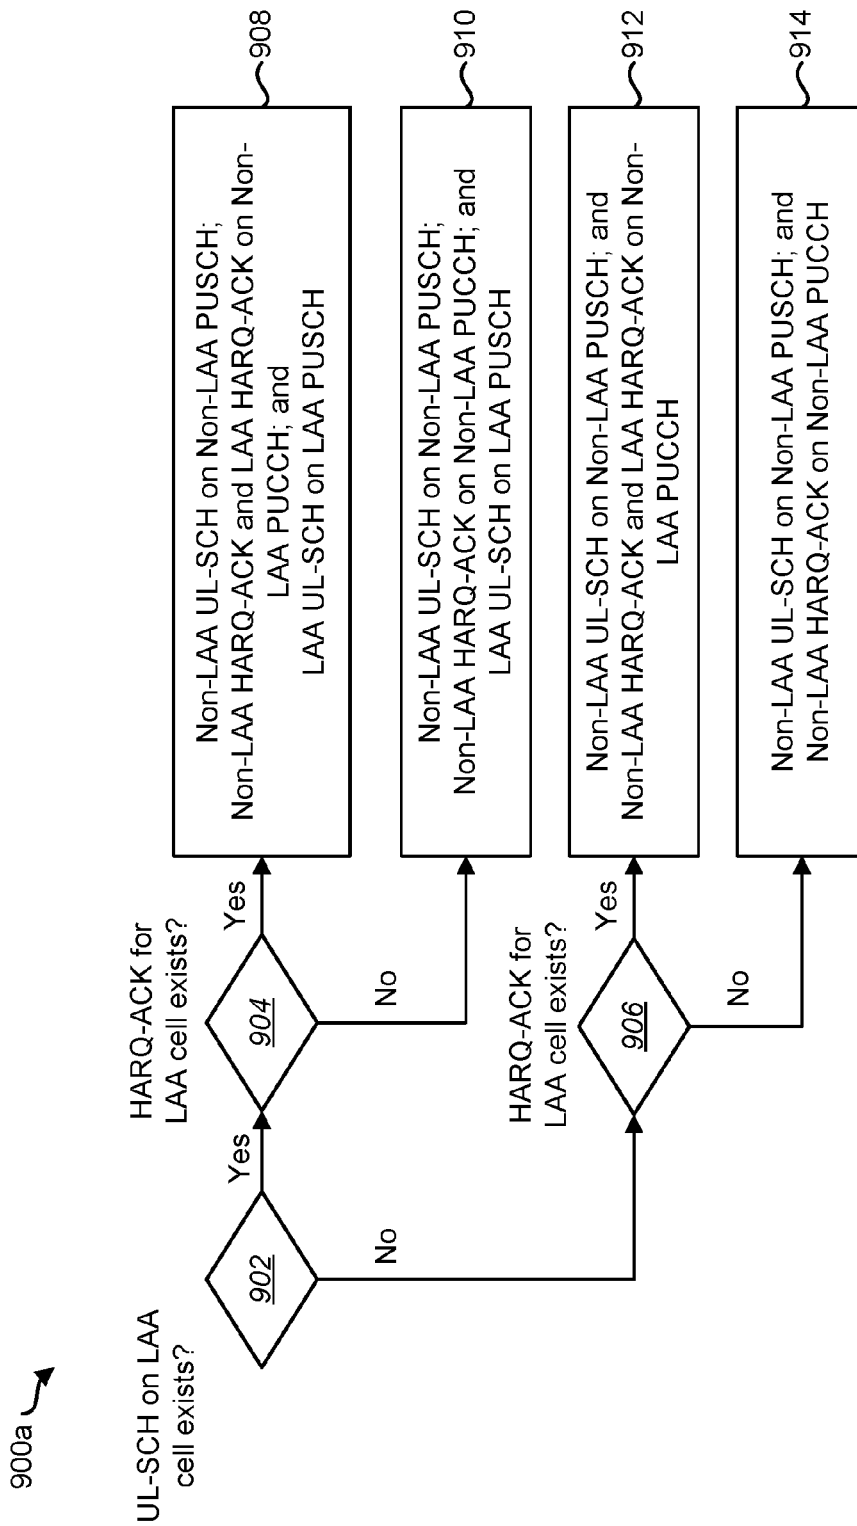 900a
UL-SCH on LAA
cell exists?
902
Yes
No
HARQ-ACK for
LAA cell exists?
904
Yes
No
Non-LAA UL-SCH on Non-LAA PUSCH;
Non-LAA HARQ-ACK and LAA HARQ-ACK on Non-
LAA PUCCH; and
LAA UL-SCH on LAA PUSCH
908
Non-LAA UL-SCH on Non-LAA PUSCH;
Non-LAA HARQ-ACK on Non-LAA PUCCH; and
LAA UL-SCH on LAA PUSCH
910
HARQ-ACK for
LAA cell exists?
906
Yes
No
Non-LAA UL-SCH on Non-LAA PUSCH; and
Non-LAA HARQ-ACK and LAA HARQ-ACK on Non-
LAA PUCCH
912
Non-LAA UL-SCH on Non-LAA PUSCH; and
Non-LAA HARQ-ACK on Non-LAA PUCCH
914